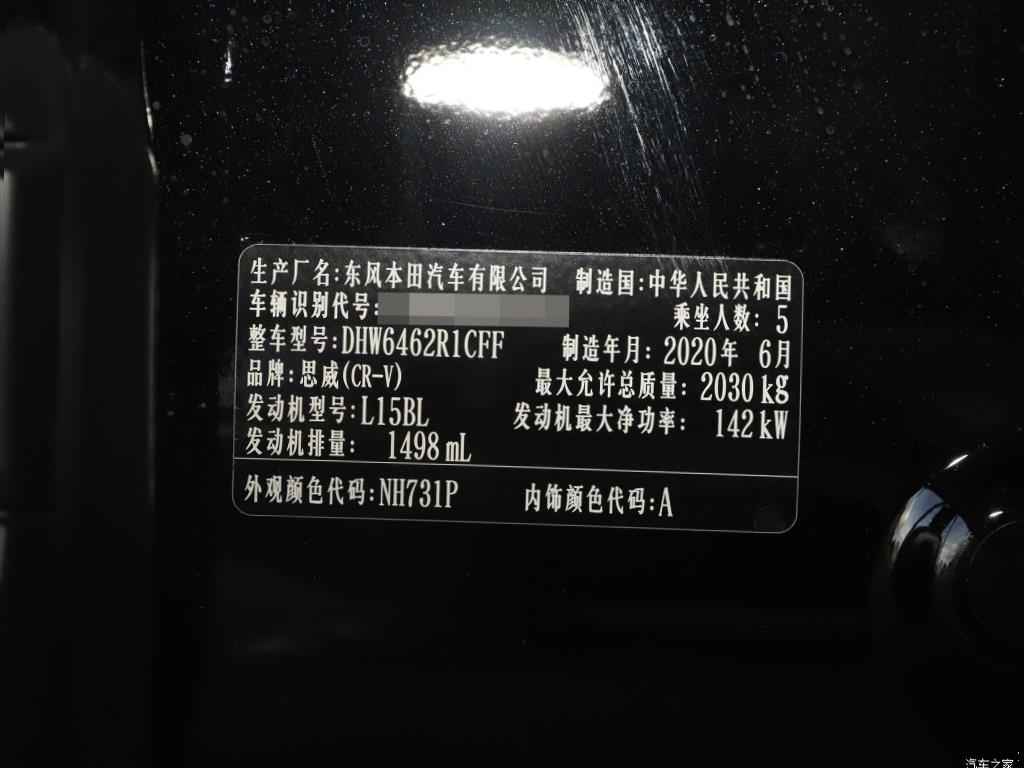 生产厂名:东风本田汽车有限公司 制造国:中华人民共和国
车辆识别代号: 乘坐人数: 5
整车型号:DHW6462R1CFF 制造年月: 2020年 6月
品牌:思威(CR-V) 最大允许总质量: 2030 kg
发动机型号:L15BL 发动机最大净功率: 142 kW
发动机排量: 1498 mL
外观颜色代码:NH731P 内饰颜色代码:A
汽车之家